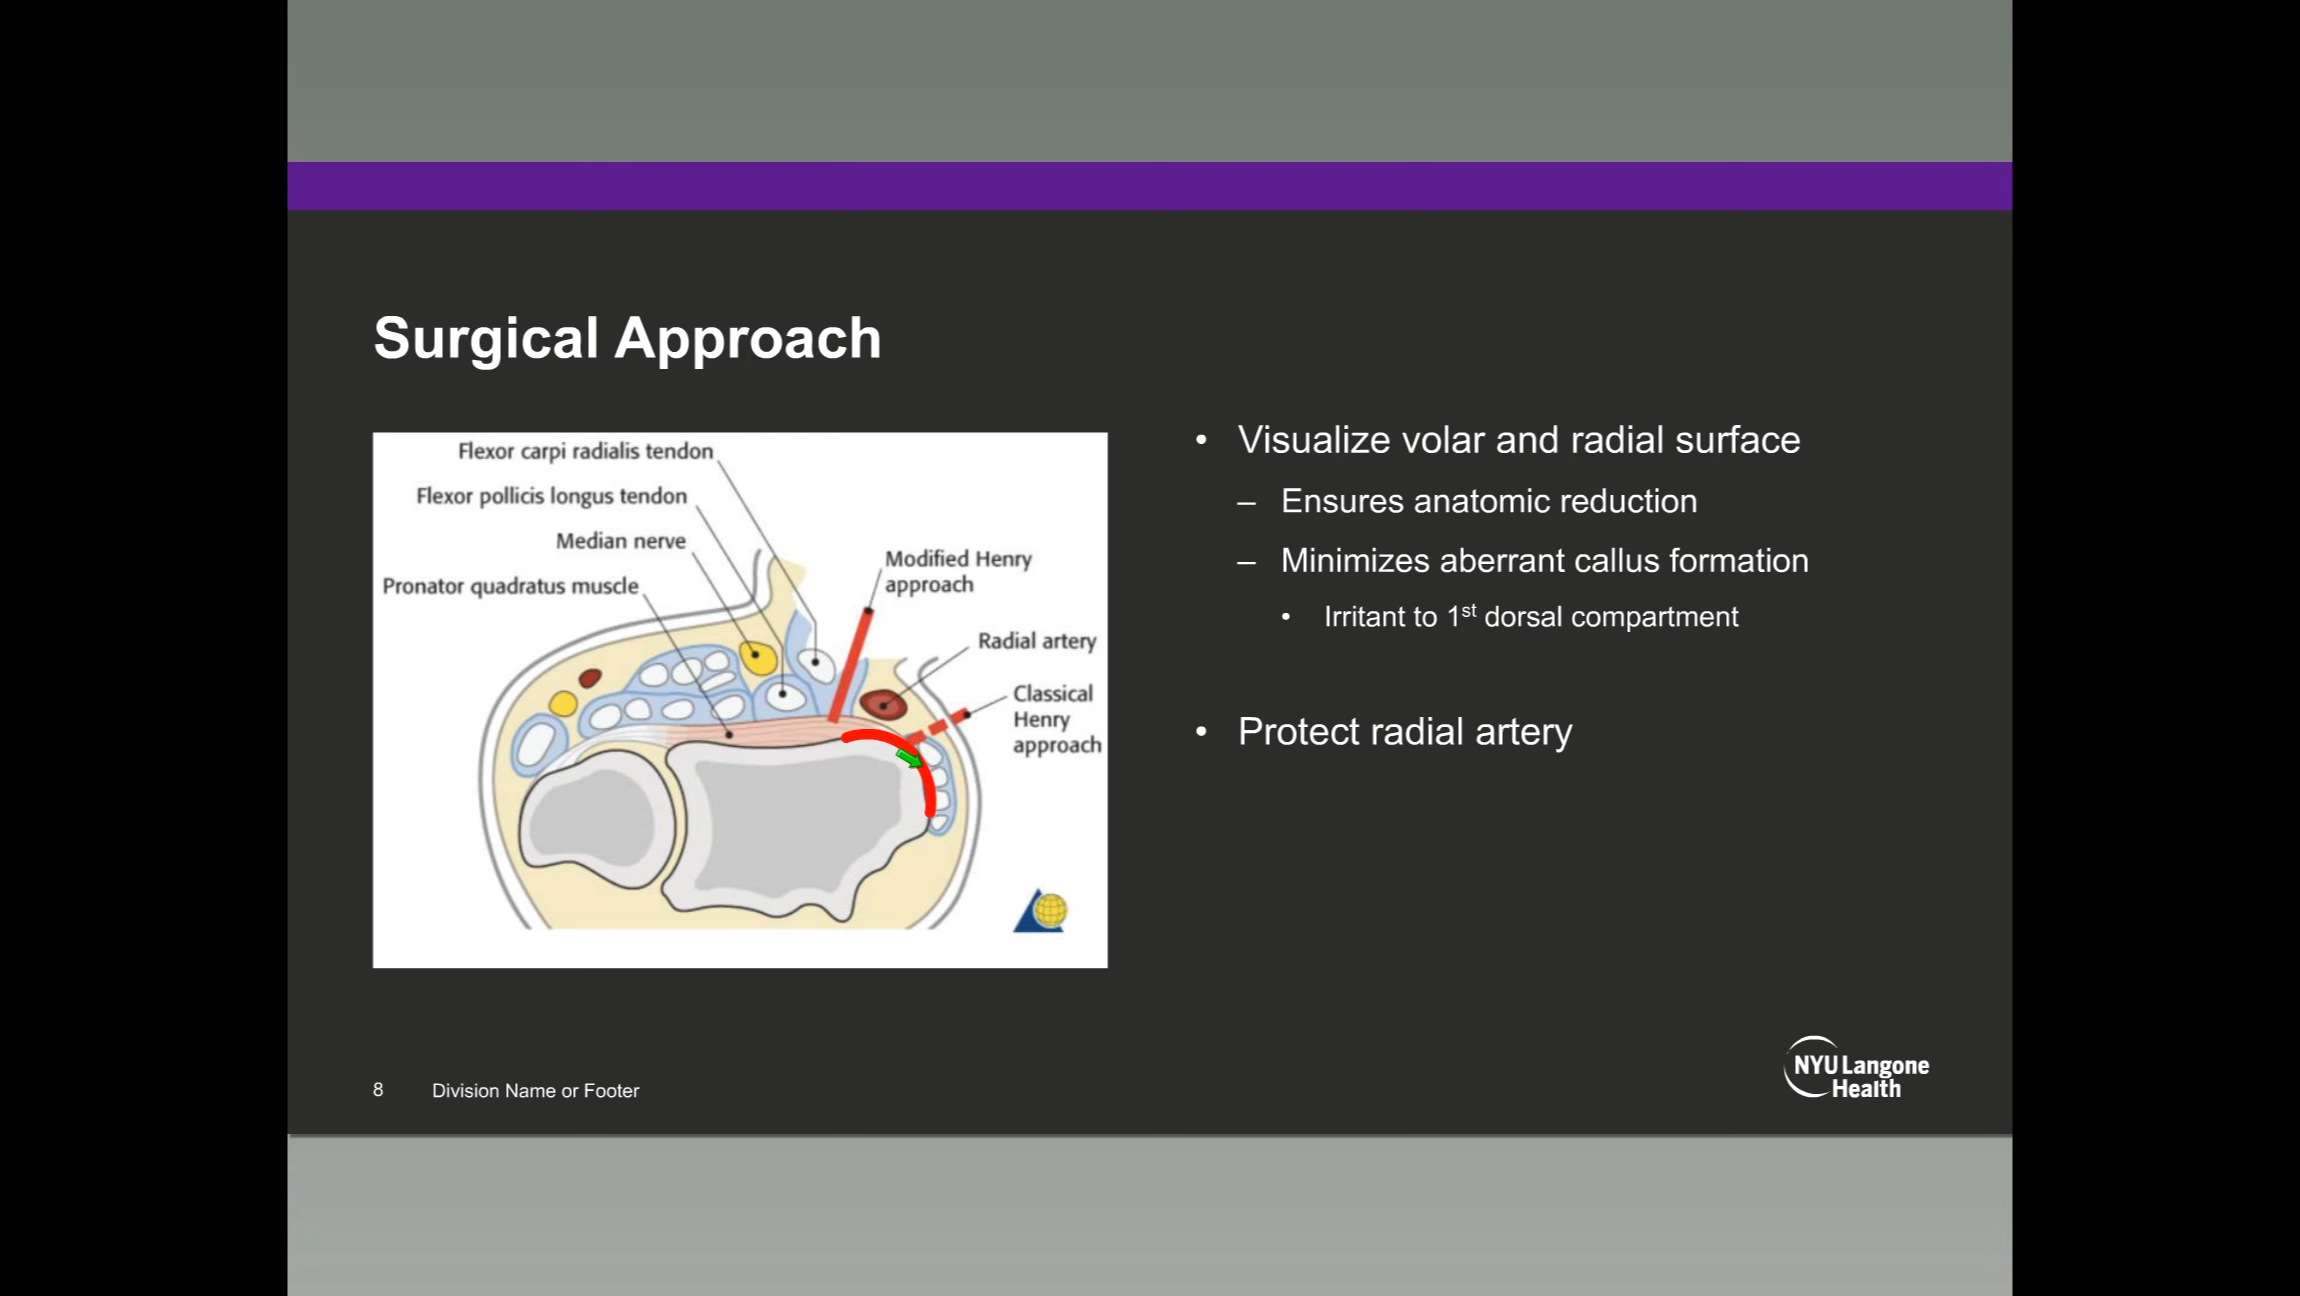 Surgical Approach
Flexor carpi radialis tendon
Flexor pollicis longus tendon
Median nerve
Pronator quadratus muscle
Modified Henry
approach
Radial artery
Classical
Henry
approach
• Visualize volar and radial surface
– Ensures anatomic reduction
– Minimizes aberrant callus formation
• Irritant to 1st dorsal compartment
• Protect radial artery
8 Division Name or Footer
NYU Langone
Health